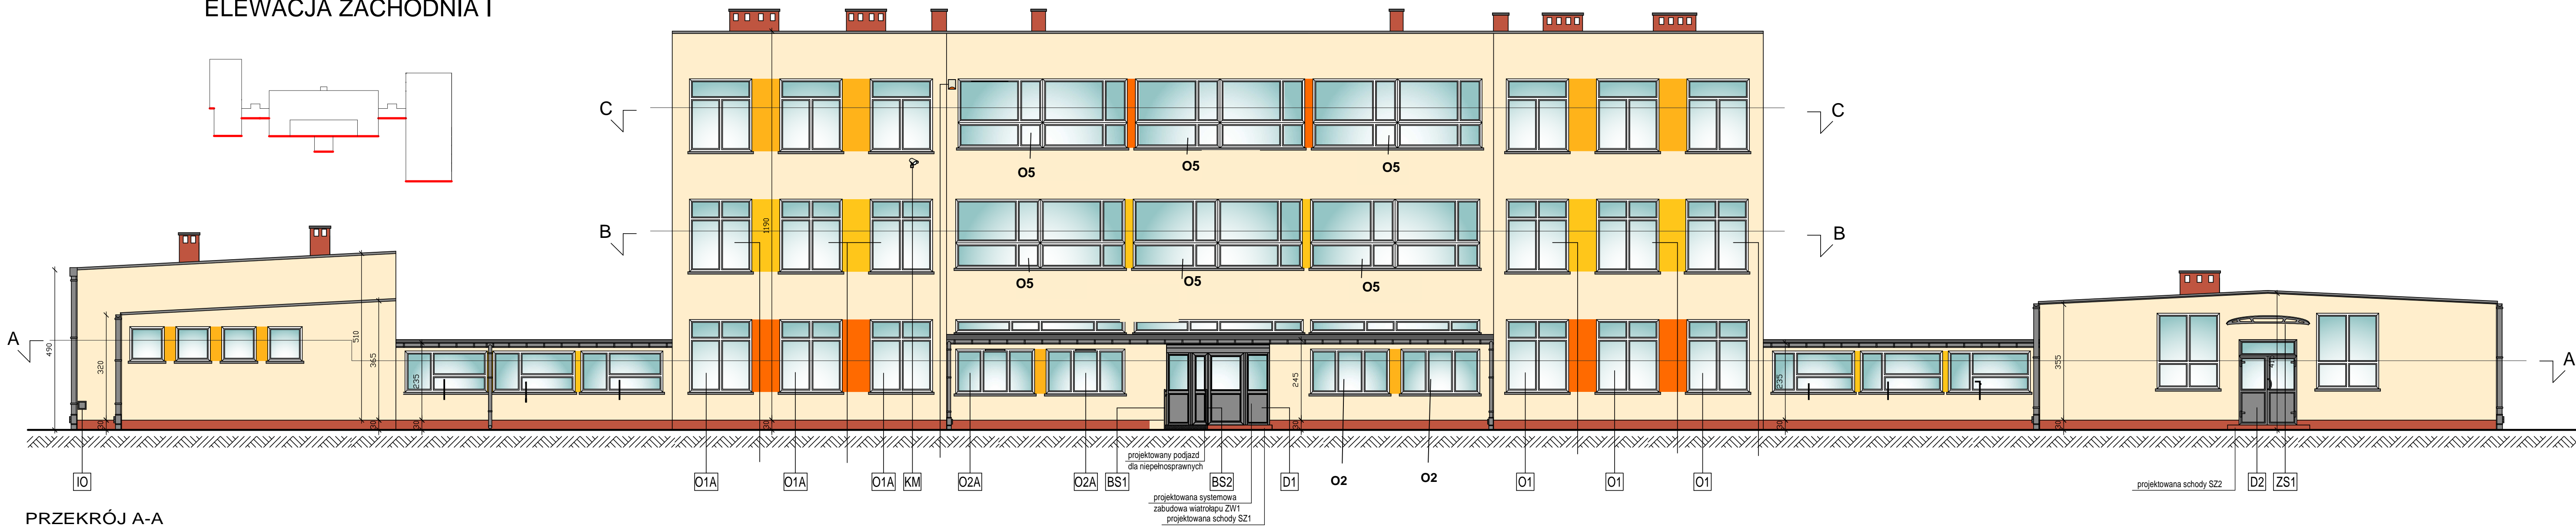 ELEWACJA ZACHODNIA I
C
C
B
B
A
A
O5
O5
O5
O5
O5
O5
1190
490
320
510
365
235
245
235
355
30
30
30
30
30
30
30
30
IO
O1A
O1A
O1A
KM
O2A
O2A
BS1
projektowany podjazd
dla niepełnosprawnych
BS2
D1
O2
O2
O1
O1
O1
projektowana systemowa
zabudowa wiatrołapu ZW1
projektowana schody SZ1
projektowana schody SZ2
D2
ZS1
PRZEKRÓJ A-A